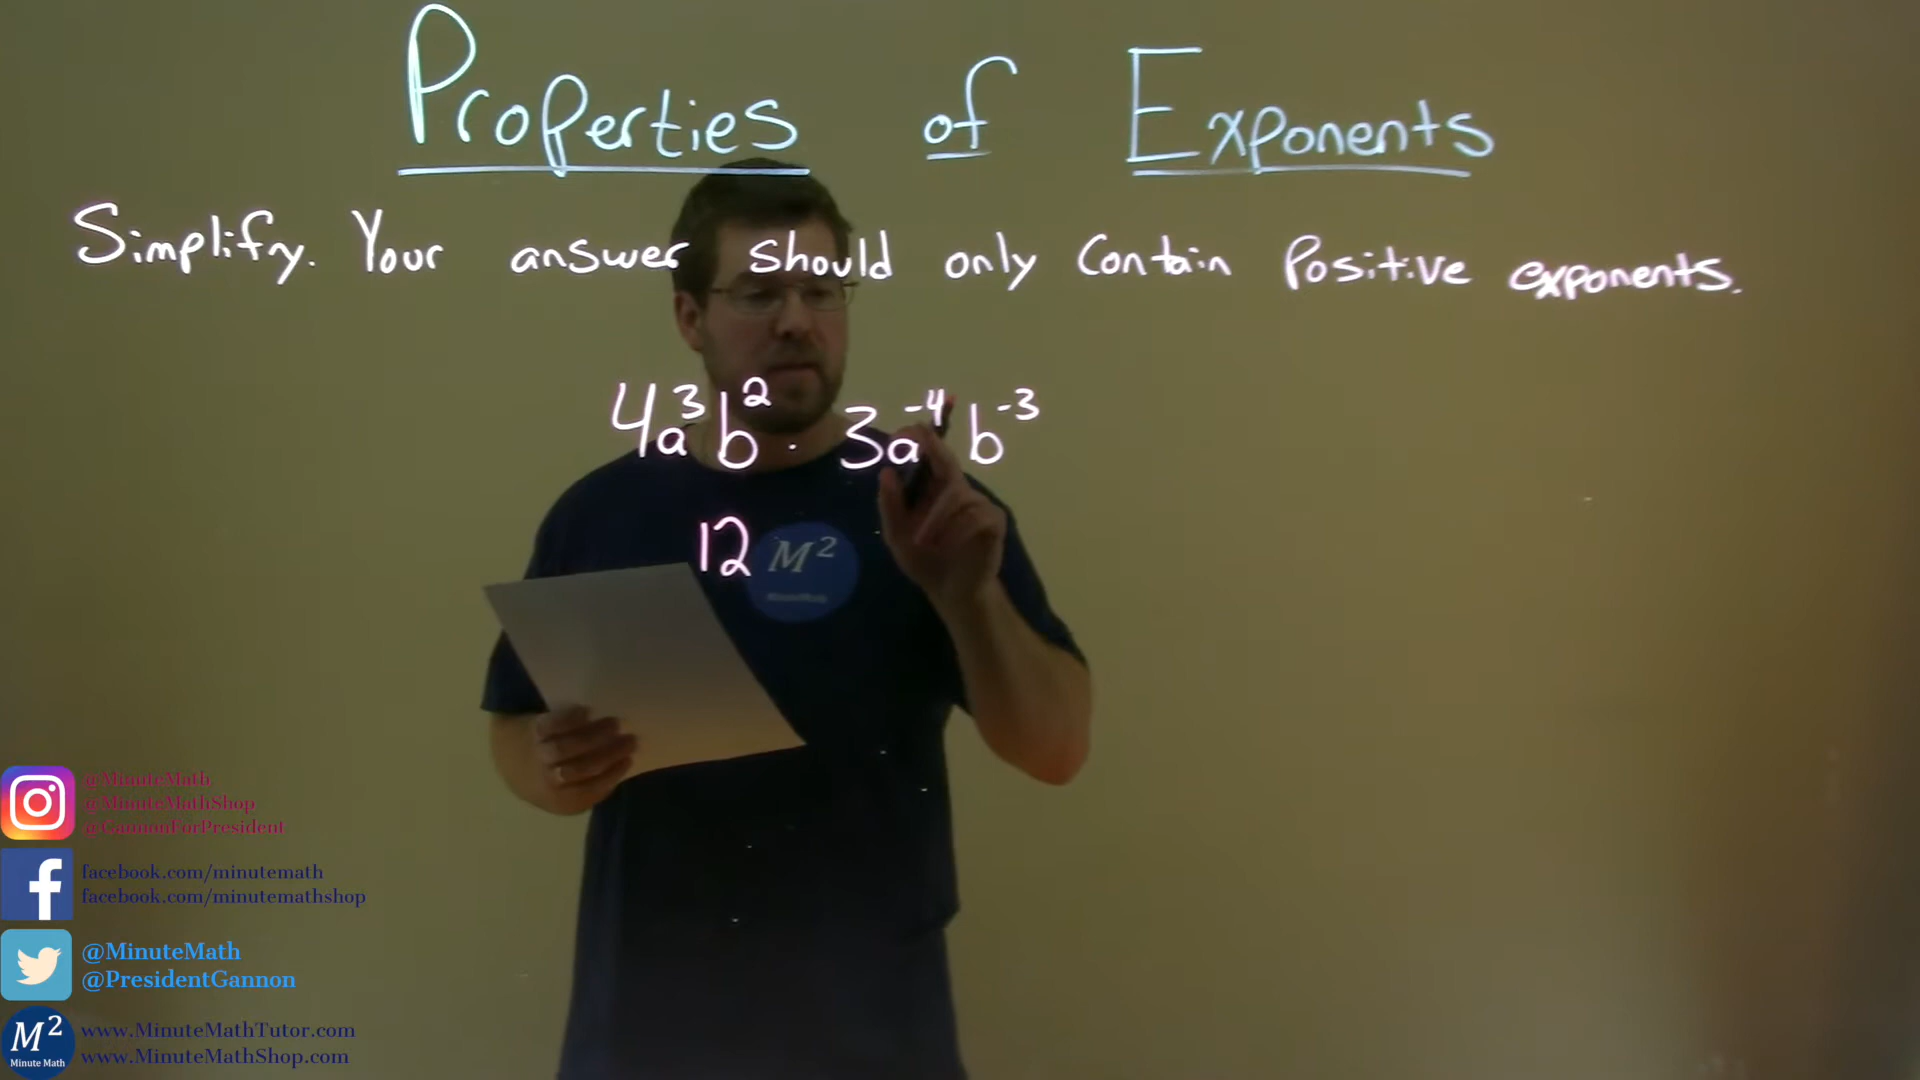 Properties of Exponents
Simplify. Your answer should only contain positive exponents.
4a³b² · 3a⁻⁴b⁻³
12
M²
MinuteMath
@MinuteMath
@MinuteMathShop
@GannonForPresident
facebook.com/minutemath
facebook.com/minutemathshop
@MinuteMath
@PresidentGannon
M²
Minute Math
www.MinuteMathTutor.com
www.MinuteMathShop.com